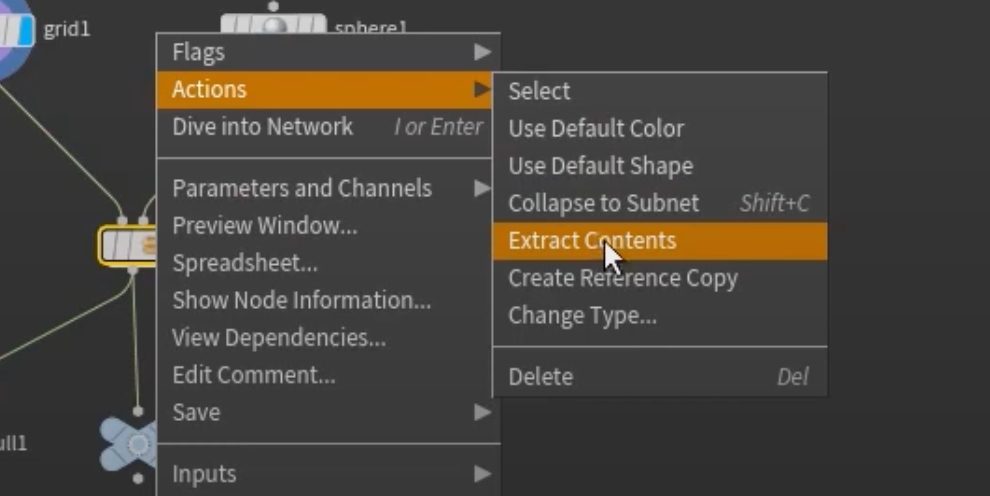 grid1
sphere1
Flags
Actions
Dive into Network I or Enter
Parameters and Channels
Preview Window...
Spreadsheet...
Show Node Information...
View Dependencies...
Edit Comment...
Save
Inputs
Select
Use Default Color
Use Default Shape
Collapse to Subnet Shift+C
Extract Contents
Create Reference Copy
Change Type...
Delete Del
ull1